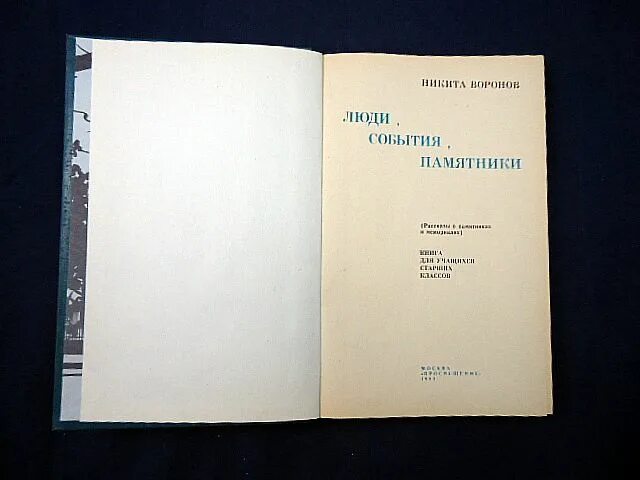 НИКИТА ВОРОНОВ
ЛЮДИ,
СОБЫТИЯ,
ПАМЯТНИКИ
(Рассказы о памятниках
и мемориалах)
КНИГА
ДЛЯ УЧАЩИХСЯ
СТАРШИХ
КЛАССОВ
МОСКВА
«ПРОСВЕЩЕНИЕ»